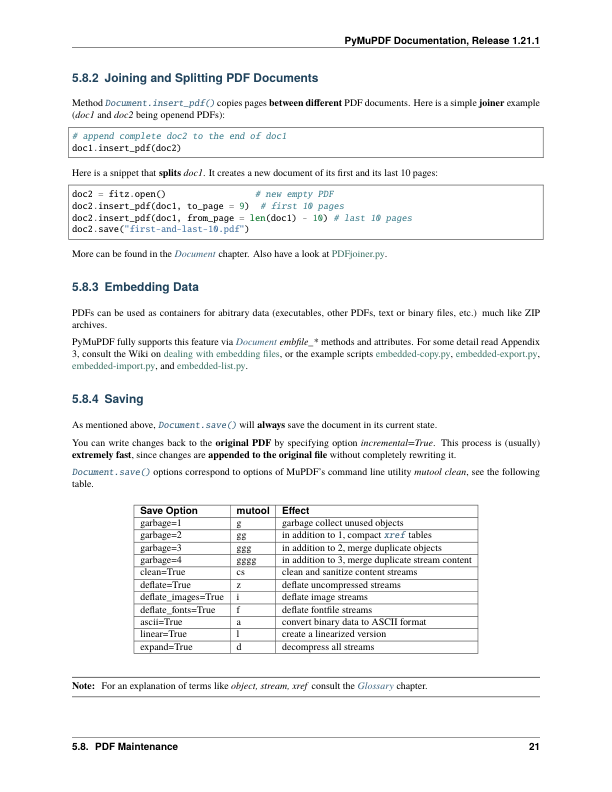 PyMuPDF Documentation, Release 1.21.1
5.8.2 Joining and Splitting PDF Documents
Method Document.insert_pdf() copies pages between different PDF documents. Here is a simple joiner example
(doc1 and doc2 being openend PDFs):
# append complete doc2 to the end of doc1
doc1.insert_pdf(doc2)
Here is a snippet that splits doc1. It creates a new document of its first and its last 10 pages:
doc2 = fitz.open() # new empty PDF
doc2.insert_pdf(doc1, to_page = 9) # first 10 pages
doc2.insert_pdf(doc1, from_page = len(doc1) - 10) # last 10 pages
doc2.save("first-and-last-10.pdf")
More can be found in the Document chapter. Also have a look at PDFjoiner.py.
5.8.3 Embedding Data
PDFs can be used as containers for abitrary data (executables, other PDFs, text or binary files, etc.) much like ZIP
archives.
PyMuPDF fully supports this feature via Document embfile_* methods and attributes. For some detail read Appendix
3, consult the Wiki on dealing with embedding files, or the example scripts embedded-copy.py, embedded-export.py,
embedded-import.py, and embedded-list.py.
5.8.4 Saving
As mentioned above, Document.save() will always save the document in its current state.
You can write changes back to the original PDF by specifying option incremental=True. This process is (usually)
extremely fast, since changes are appended to the original file without completely rewriting it.
Document.save() options correspond to options of MuPDF's command line utility mutool clean, see the following
table.
Save Option mutool Effect
garbage=1 g garbage collect unused objects
garbage=2 gg in addition to 1, compact xref tables
garbage=3 ggg in addition to 2, merge duplicate objects
garbage=4 gggg in addition to 3, merge duplicate stream content
clean=True cs clean and sanitize content streams
deflate=True z deflate uncompressed streams
deflate_images=True i deflate image streams
deflate_fonts=True f deflate fontfile streams
ascii=True a convert binary data to ASCII format
linear=True l create a linearized version
expand=True d decompress all streams
Note: For an explanation of terms like object, stream, xref consult the Glossary chapter.
5.8. PDF Maintenance 21